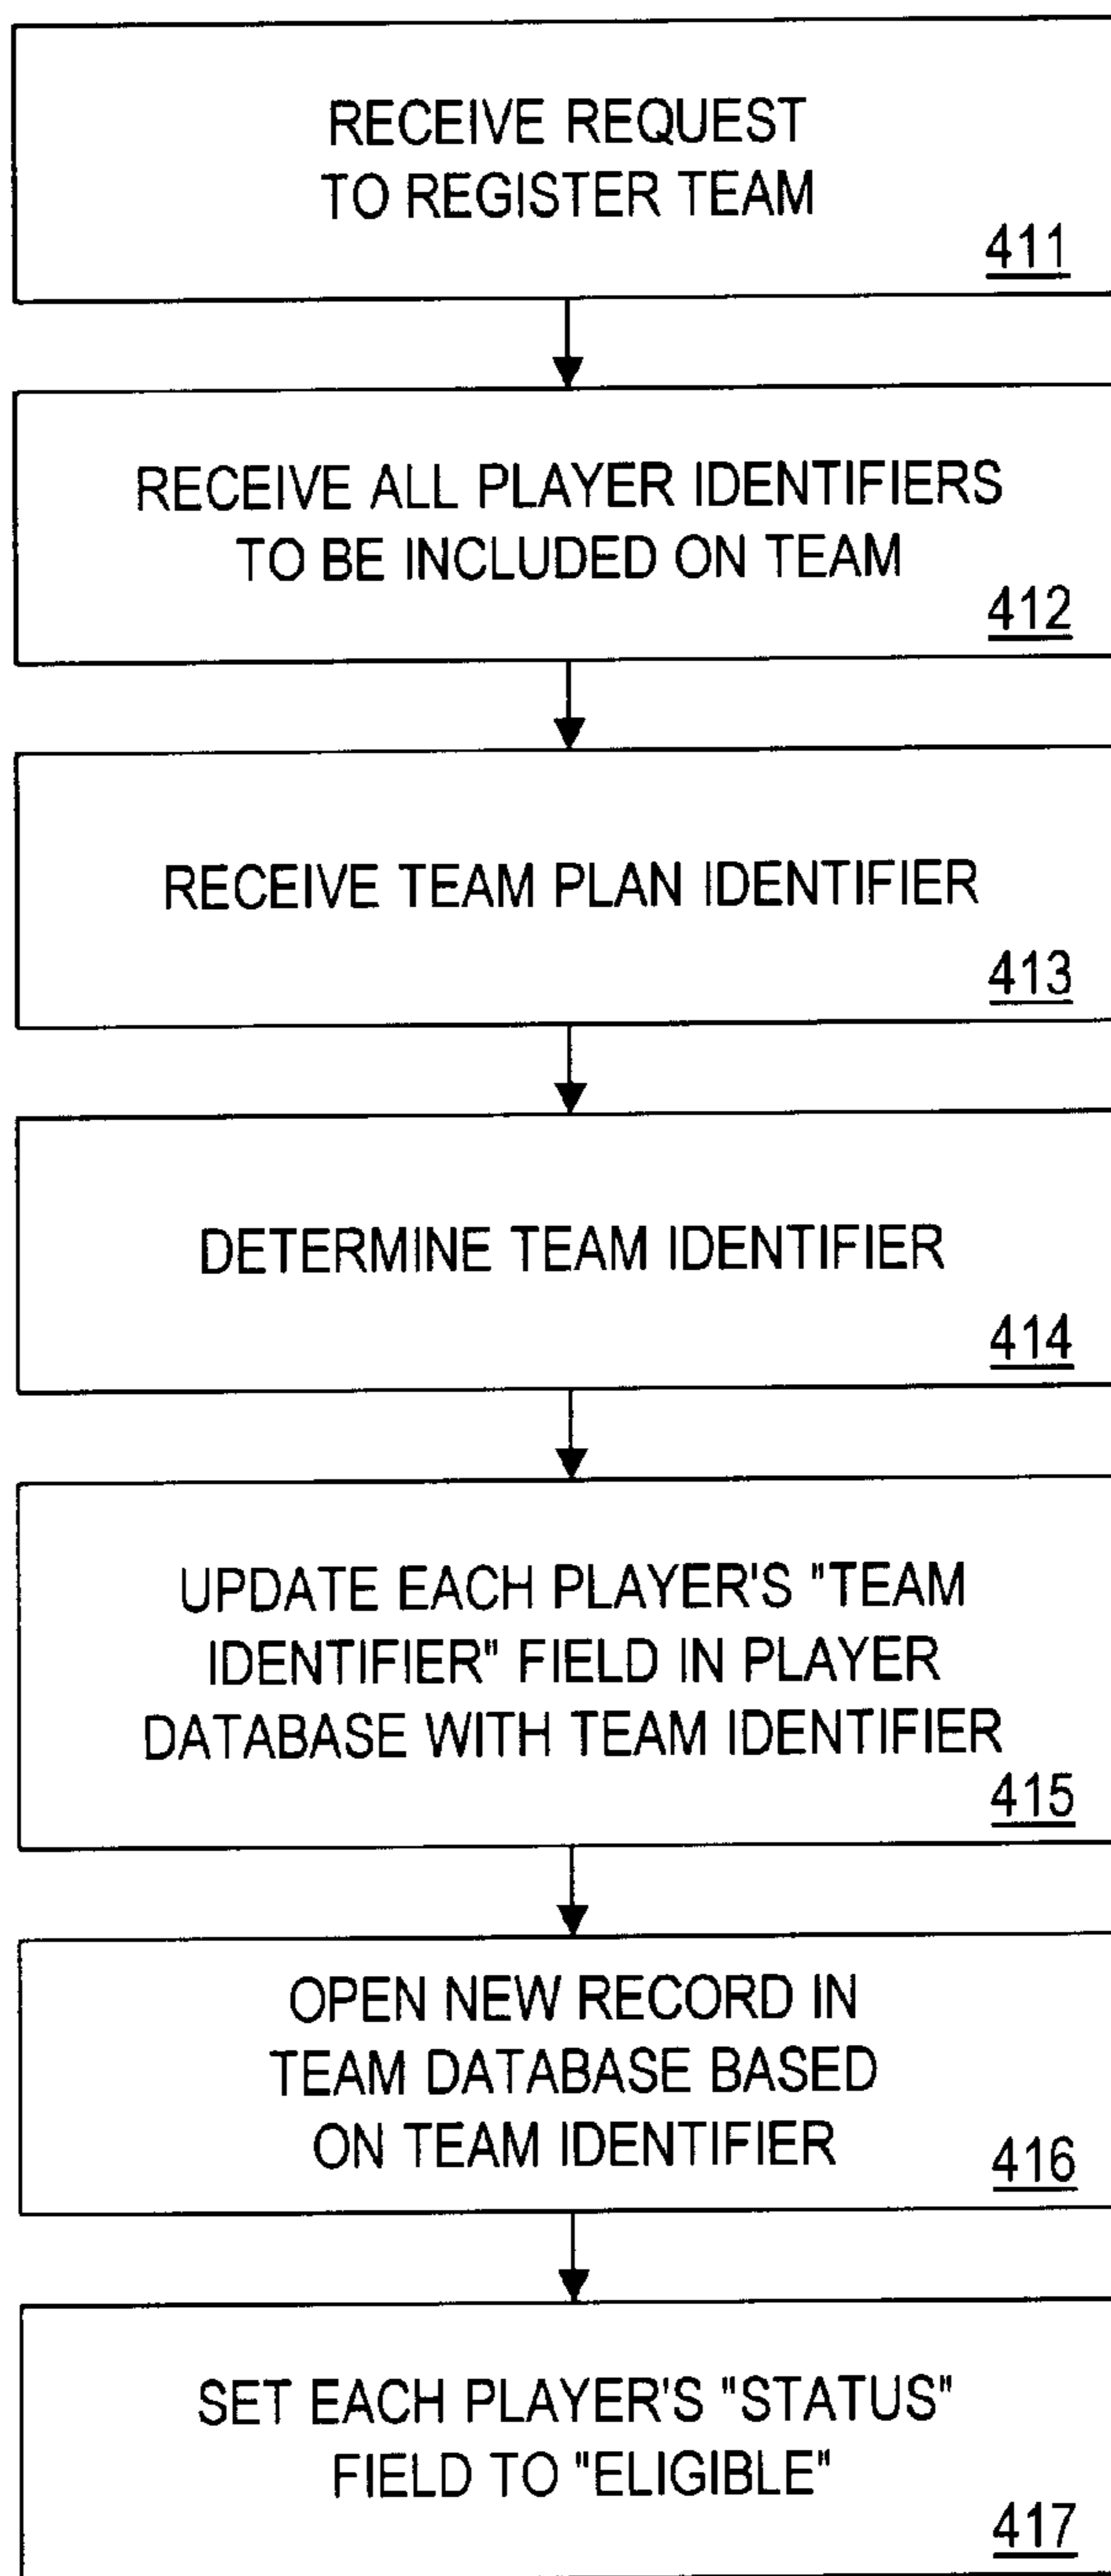 RECEIVE REQUEST
TO REGISTER TEAM
411
RECEIVE ALL PLAYER IDENTIFIERS
TO BE INCLUDED ON TEAM
412
RECEIVE TEAM PLAN IDENTIFIER
413
DETERMINE TEAM IDENTIFIER
414
UPDATE EACH PLAYER'S "TEAM
IDENTIFIER" FIELD IN PLAYER
DATABASE WITH TEAM IDENTIFIER
415
OPEN NEW RECORD IN
TEAM DATABASE BASED
ON TEAM IDENTIFIER
416
SET EACH PLAYER'S "STATUS"
FIELD TO "ELIGIBLE"
417